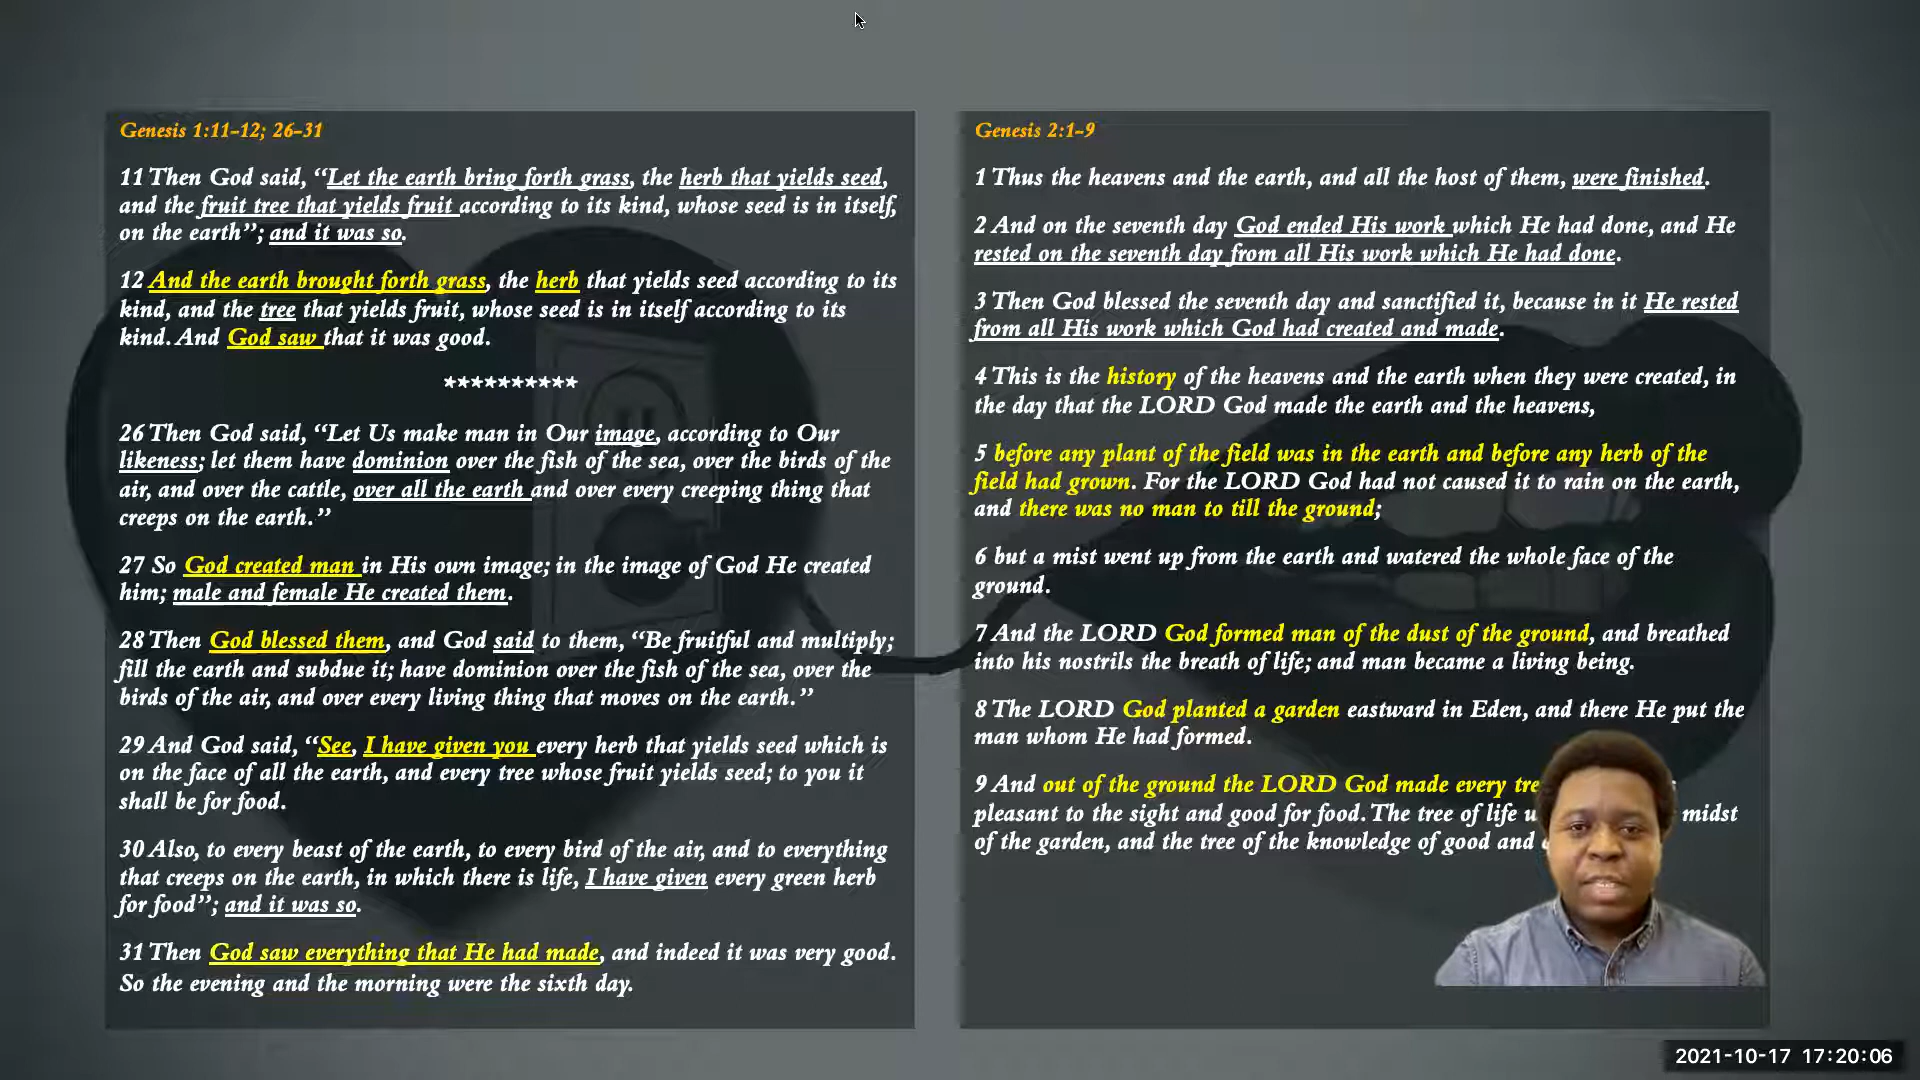 Genesis 1:11-12; 26-31
11 Then God said, “Let the earth bring forth grass, the herb that yields seed,
and the fruit tree that yields fruit according to its kind, whose seed is in itself,
on the earth”; and it was so.
12 And the earth brought forth grass, the herb that yields seed according to its
kind, and the tree that yields fruit, whose seed is in itself according to its
kind. And God saw that it was good.
**********
26 Then God said, “Let Us make man in Our image, according to Our
likeness; let them have dominion over the fish of the sea, over the birds of the
air, and over the cattle, over all the earth and over every creeping thing that
creeps on the earth.”
27 So God created man in His own image; in the image of God He created
him; male and female He created them.
28 Then God blessed them, and God said to them, “Be fruitful and multiply;
fill the earth and subdue it; have dominion over the fish of the sea, over the
birds of the air, and over every living thing that moves on the earth.”
29 And God said, “See, I have given you every herb that yields seed which is
on the face of all the earth, and every tree whose fruit yields seed; to you it
shall be for food.
30 Also, to every beast of the earth, to every bird of the air, and to everything
that creeps on the earth, in which there is life, I have given every green herb
for food”; and it was so.
31 Then God saw everything that He had made, and indeed it was very good.
So the evening and the morning were the sixth day.
Genesis 2:1-9
1 Thus the heavens and the earth, and all the host of them, were finished.
2 And on the seventh day God ended His work which He had done, and He
rested on the seventh day from all His work which He had done.
3 Then God blessed the seventh day and sanctified it, because in it He rested
from all His work which God had created and made.
4 This is the history of the heavens and the earth when they were created, in
the day that the LORD God made the earth and the heavens,
5 before any plant of the field was in the earth and before any herb of the
field had grown. For the LORD God had not caused it to rain on the earth,
and there was no man to till the ground;
6 but a mist went up from the earth and watered the whole face of the
ground.
7 And the LORD God formed man of the dust of the ground, and breathed
into his nostrils the breath of life; and man became a living being.
8 The LORD God planted a garden eastward in Eden, and there He put the
man whom He had formed.
9 And out of the ground the LORD God made every
pleasant to the sight and good for food. The tree of life midst
of the garden, and the tree of the knowledge of good and
2021-10-17 17:20:06